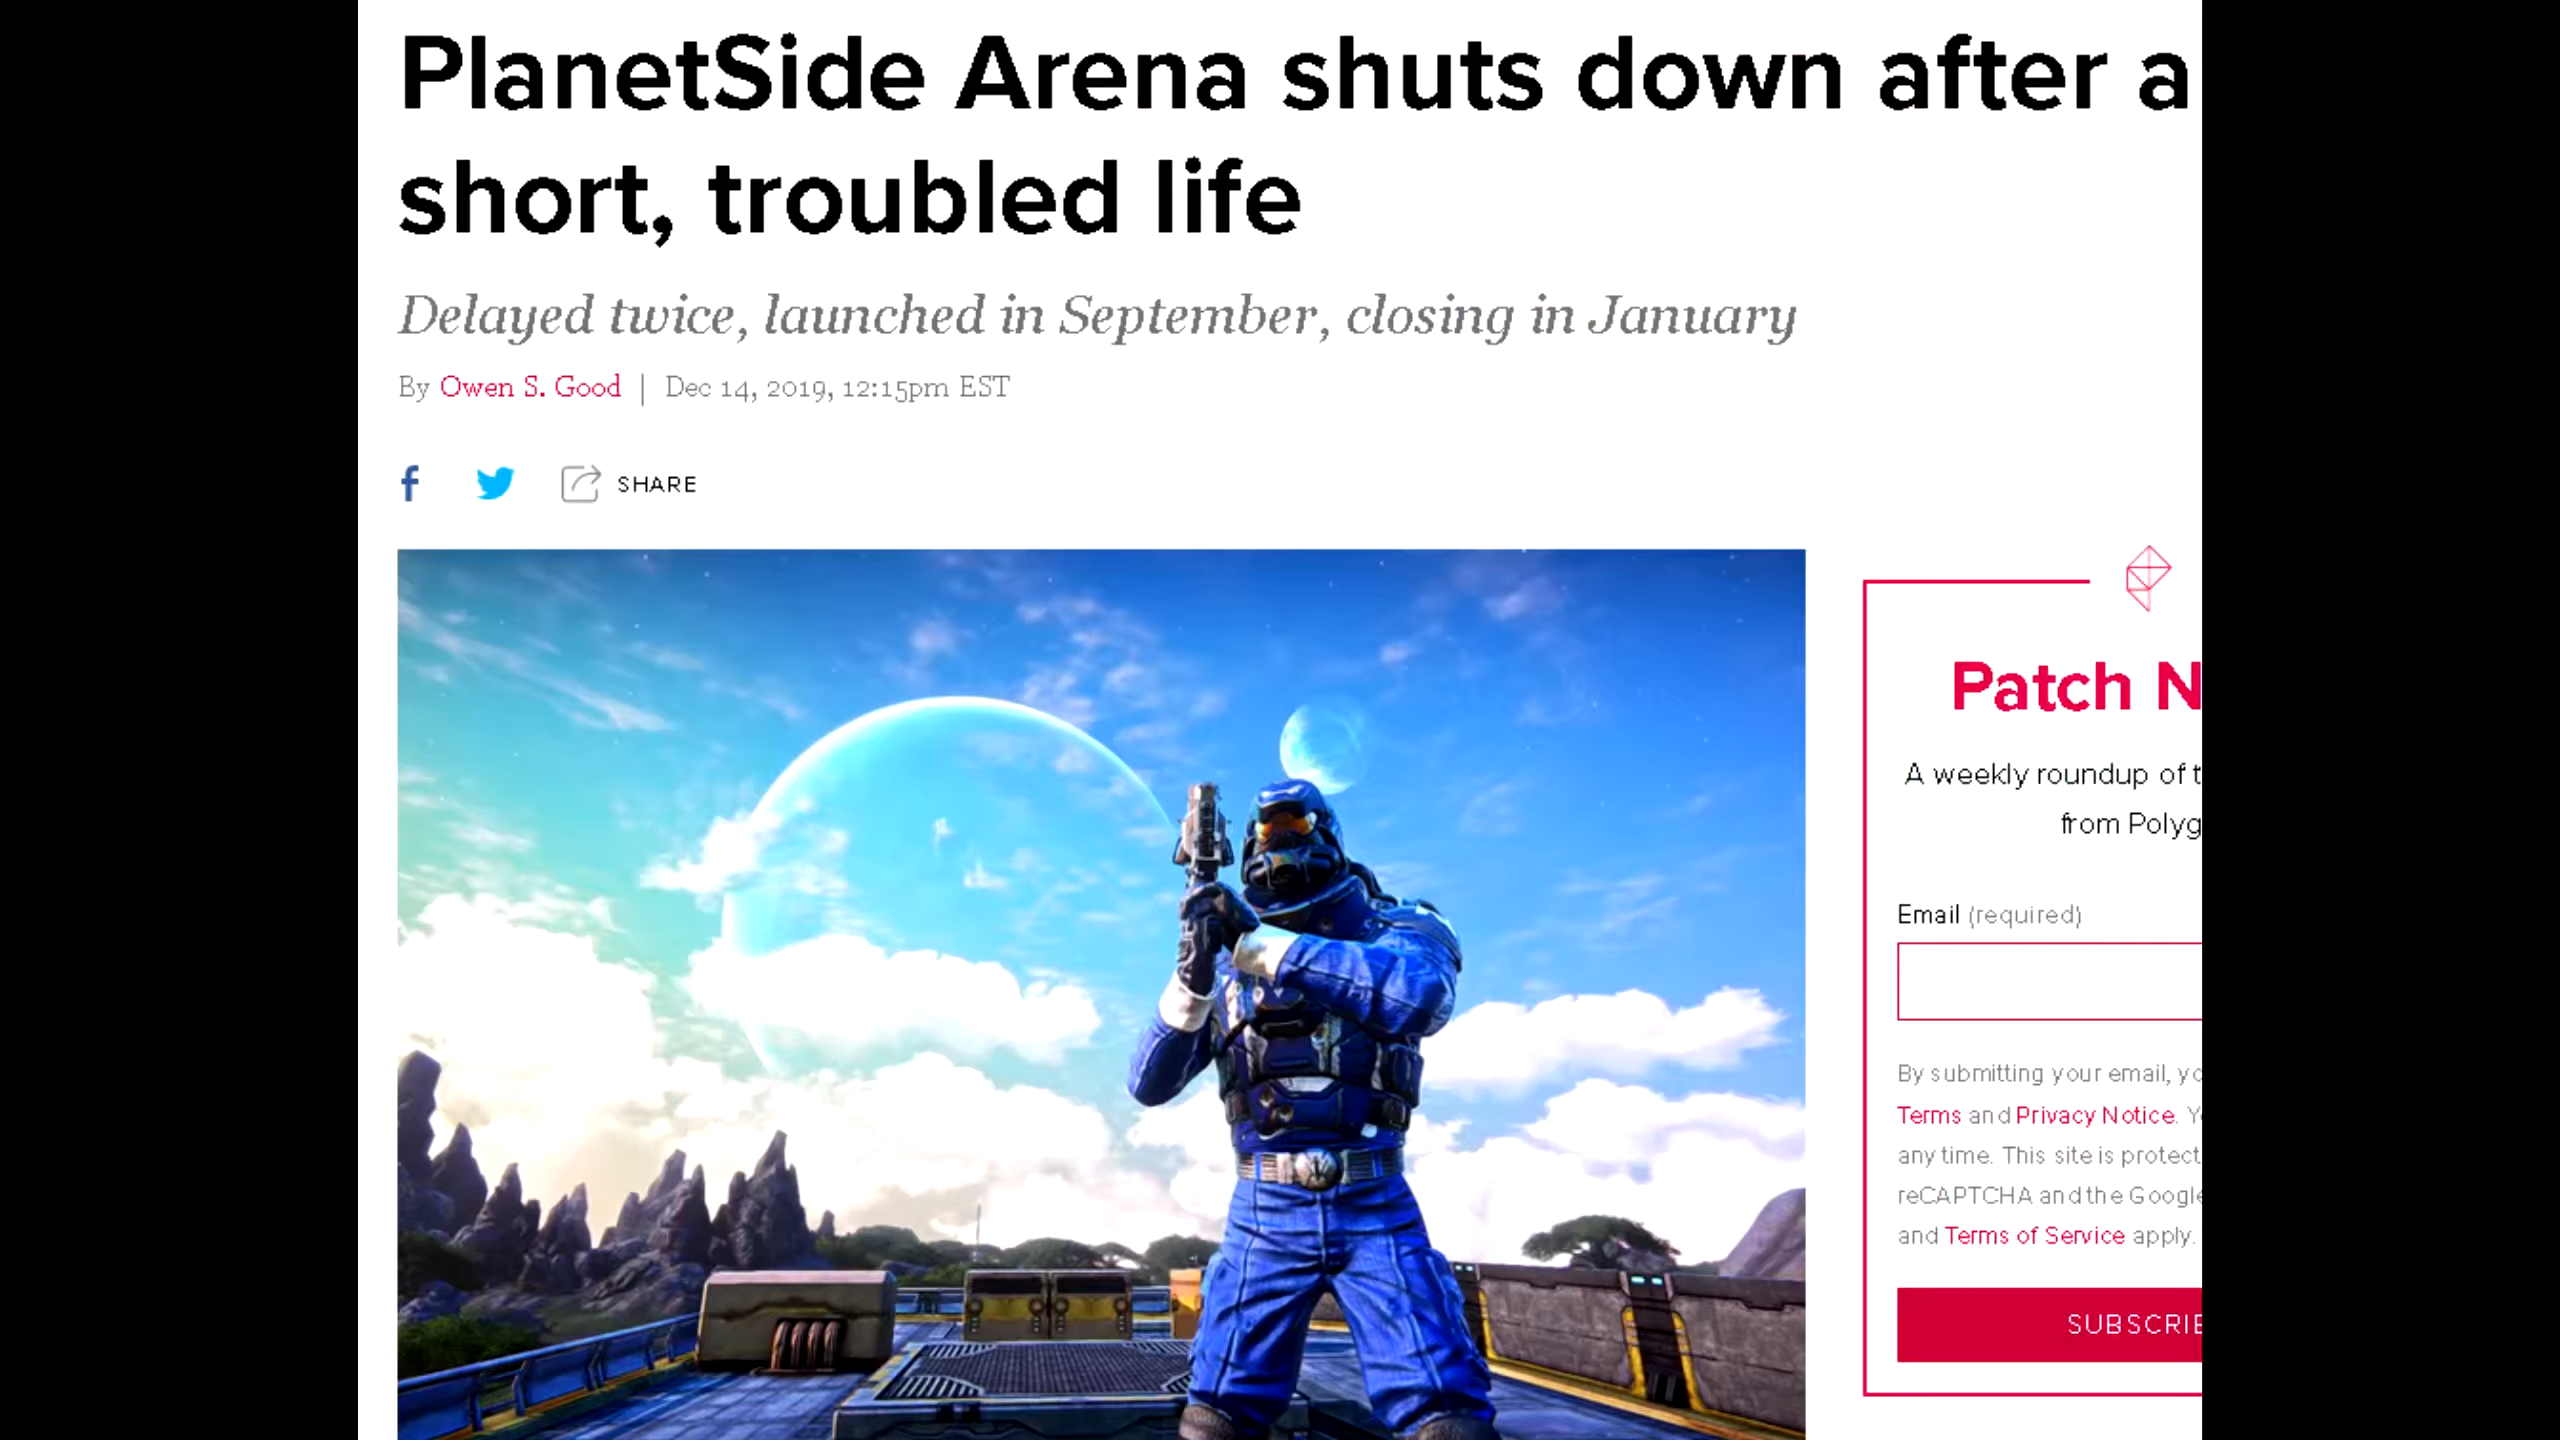 PlanetSide Arena shuts down after a
short, troubled life
Delayed twice, launched in September, closing in January
By Owen S. Good | Dec 14, 2019, 12:15pm EST
f
SHARE
Patch N
A weekly roundup of t
from Polyg
Email (required)
By submitting your email, yo
Terms and Privacy Notice. Y
any time. This site is protect
reCAPTCHA and the Google
and Terms of Service apply.
SUBSCRIB